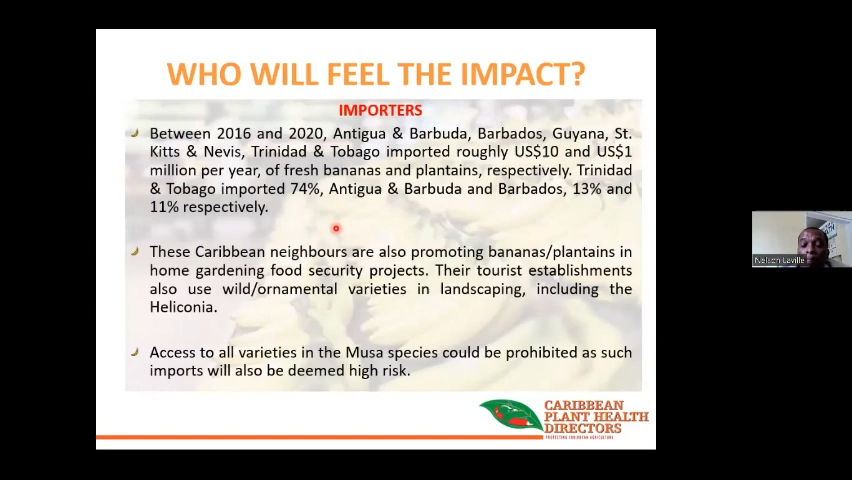 WHO WILL FEEL THE IMPACT?
IMPORTERS
Between 2016 and 2020, Antigua & Barbuda, Barbados, Guyana, St.
Kitts & Nevis, Trinidad & Tobago imported roughly US$10 and US$1
million per year, of fresh bananas and plantains, respectively. Trinidad
& Tobago imported 74%, Antigua & Barbuda and Barbados, 13% and
11% respectively.
These Caribbean neighbours are also promoting bananas/plantains in
home gardening food security projects. Their tourist establishments
also use wild/ornamental varieties in landscaping, including the
Heliconia.
Access to all varieties in the Musa species could be prohibited as such
imports will also be deemed high risk.
CARIBBEAN
PLANT HEALTH
DIRECTORS
PROTECTING CARIBBEAN AGRICULTURE
Nelson Laville